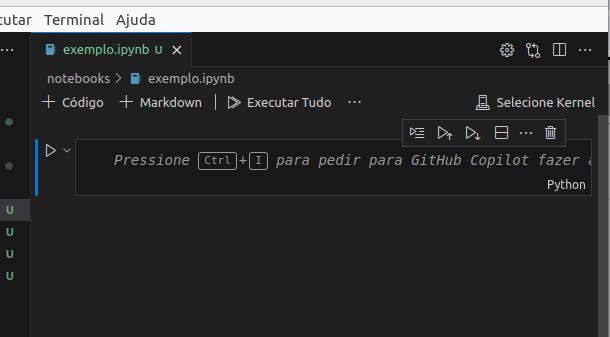 cutar Terminal Ajuda
exemplo.ipynb U
notebooks > exemplo.ipynb
+ Código + Markdown Executar Tudo ... Selecione Kernel
Pressione Ctrl+I para pedir para GitHub Copilot fazer a
Python
U
U
U
U